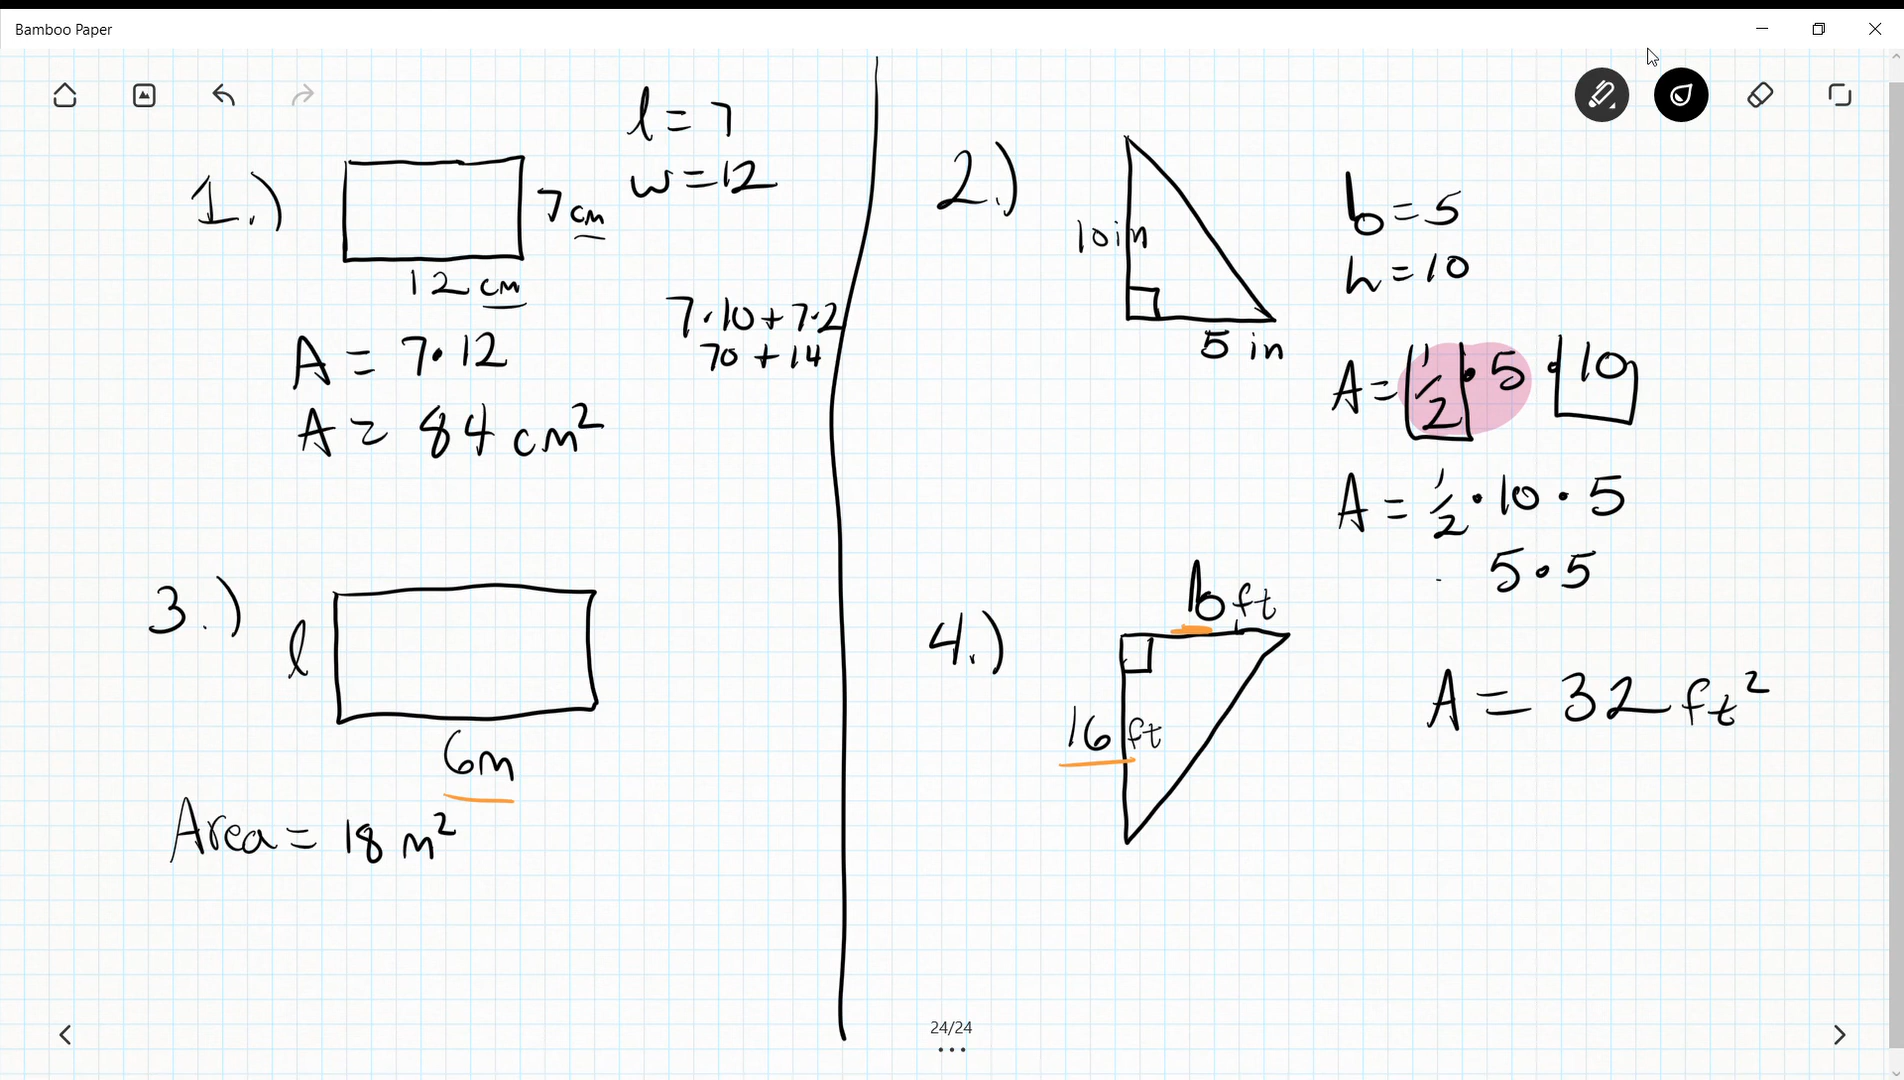 Bamboo Paper
1.)
7 cm
12 cm
l = 7
w = 12
A = 7·12
7·10 + 7·2
70 + 14
A = 84 cm²
2.)
10 in
5 in
b = 5
h = 10
A = 1/2 · 5 · 10
A = 1/2 · 10 · 5
5 · 5
3.)
l
6m
Area = 18 m²
4.)
b ft
16 ft
A = 32 ft²
24/24